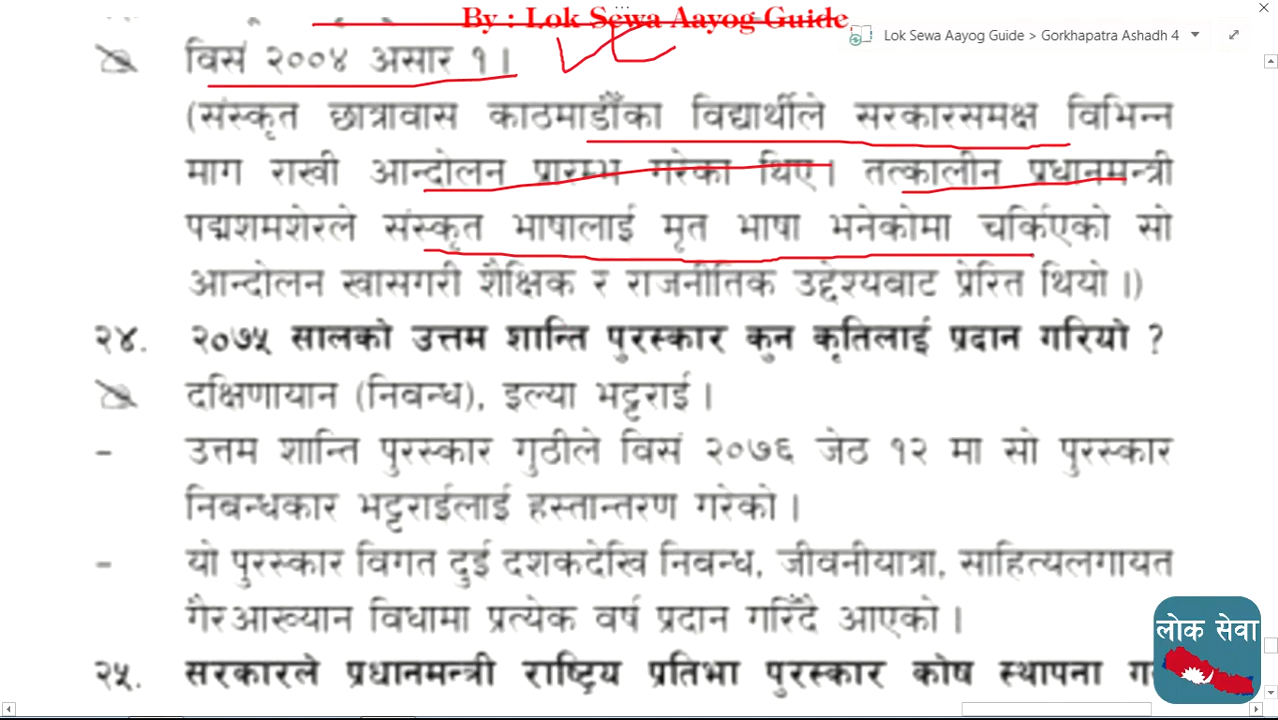 By : Lok Sewa Aayog Guide
Lok Sewa Aayog Guide > Gorkhapatra Ashadh 4
विसं २००४ असार १ ।
(संस्कृत छात्रावास काठमाडौँका विद्यार्थीले सरकारसमक्ष विभिन्न
माग राखी आन्दोलन प्रारम्भ गरेका थिए। तत्कालीन प्रधानमन्त्री
पद्मशमशेरले संस्कृत भाषालाई मृत भाषा भनेकोमा चर्किएको सो
आन्दोलन खासगरी शैक्षिक र राजनीतिक उद्देश्यबाट प्रेरित थियो।)
२४. २०७५ सालको उत्तम शान्ति पुरस्कार कुन कृतिलाई प्रदान गरियो ?
दक्षिणायान (निबन्ध), इल्या भट्टराई ।
- उत्तम शान्ति पुरस्कार गुठीले विसं २०७६ जेठ १२ मा सो पुरस्कार
निबन्धकार भट्टराईलाई हस्तान्तरण गरेको ।
- यो पुरस्कार विगत दुई दशकदेखि निबन्ध, जीवनीयात्रा, साहित्यलगायत
गैरआख्यान विधामा प्रत्येक वर्ष प्रदान गरिँदै आएको ।
२५. सरकारले प्रधानमन्त्री राष्ट्रिय प्रतिभा पुरस्कार कोष स्थापना
लोक सेवा